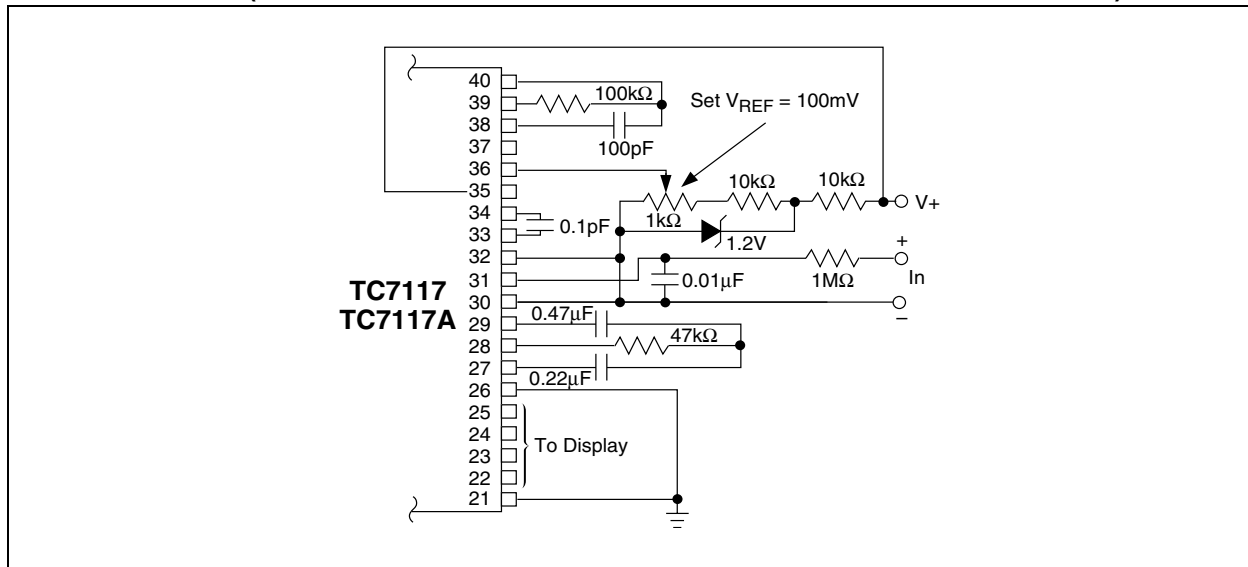 40
39
38
37
36
35
34
33
32
31
30
29
28
27
26
25
24
23
22
21
TC7117
TC7117A
100kΩ
100pF
Set VREF = 100mV
10kΩ
10kΩ
V+
1kΩ
1.2V
0.1pF
+
In
–
1MΩ
0.01μF
0.47μF
47kΩ
0.22μF
To Display